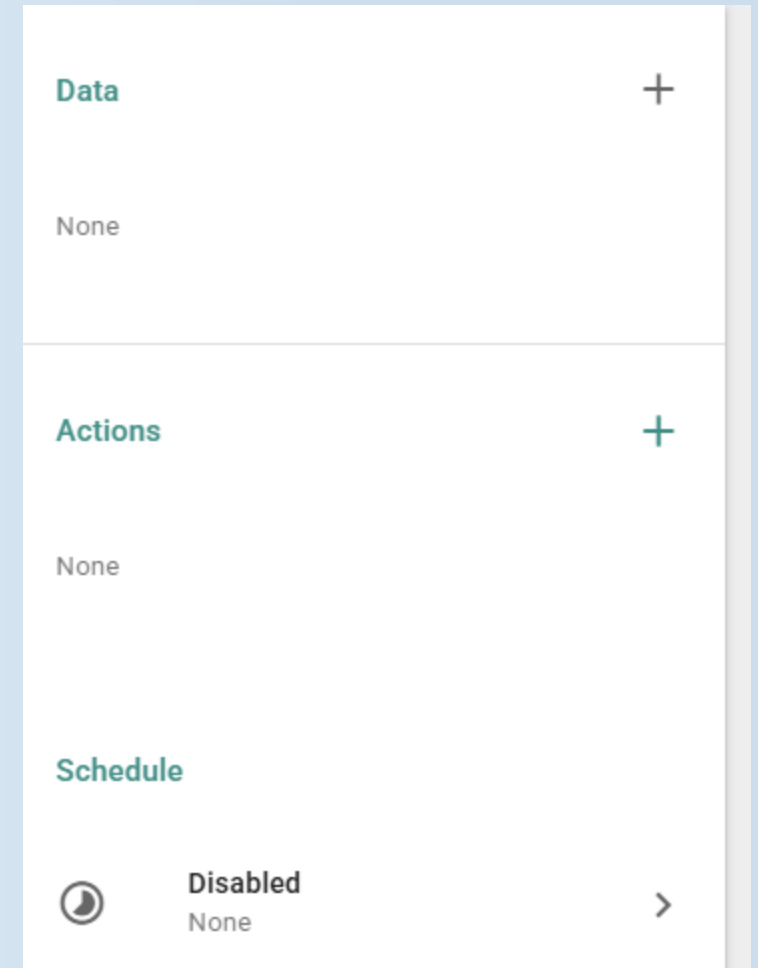 Data
None
Actions
None
Schedule
Disabled
None